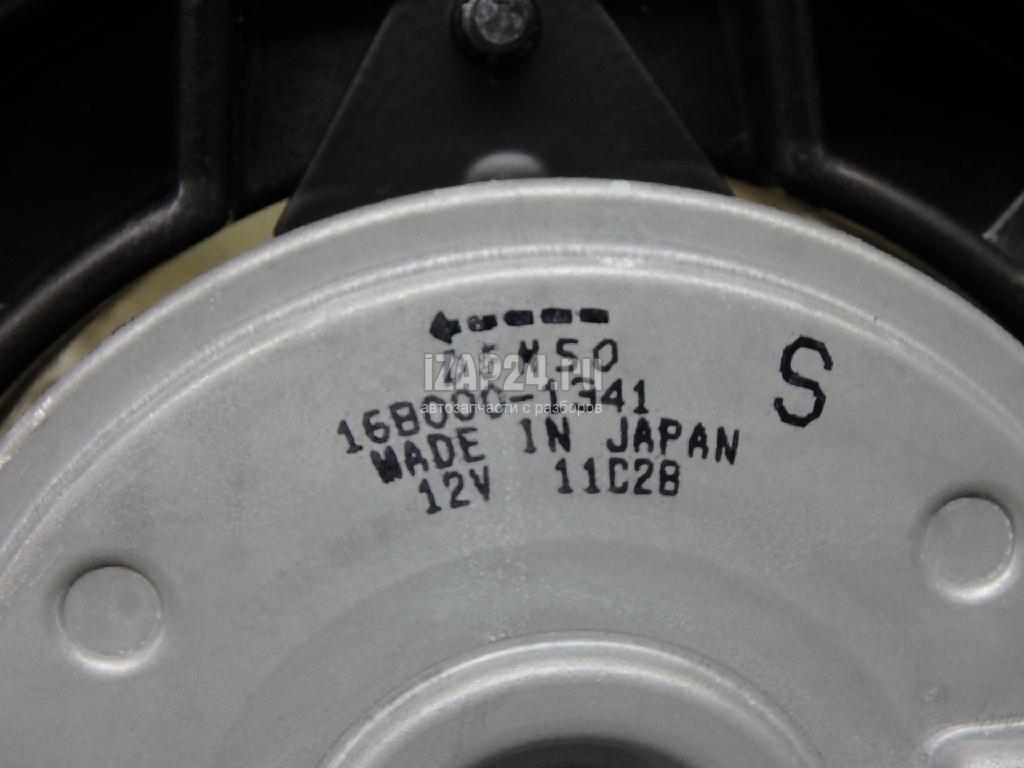 S
iZAP24.ru
автозапчасти с разборов
16B000-1341
MADE IN JAPAN
12V 11C28